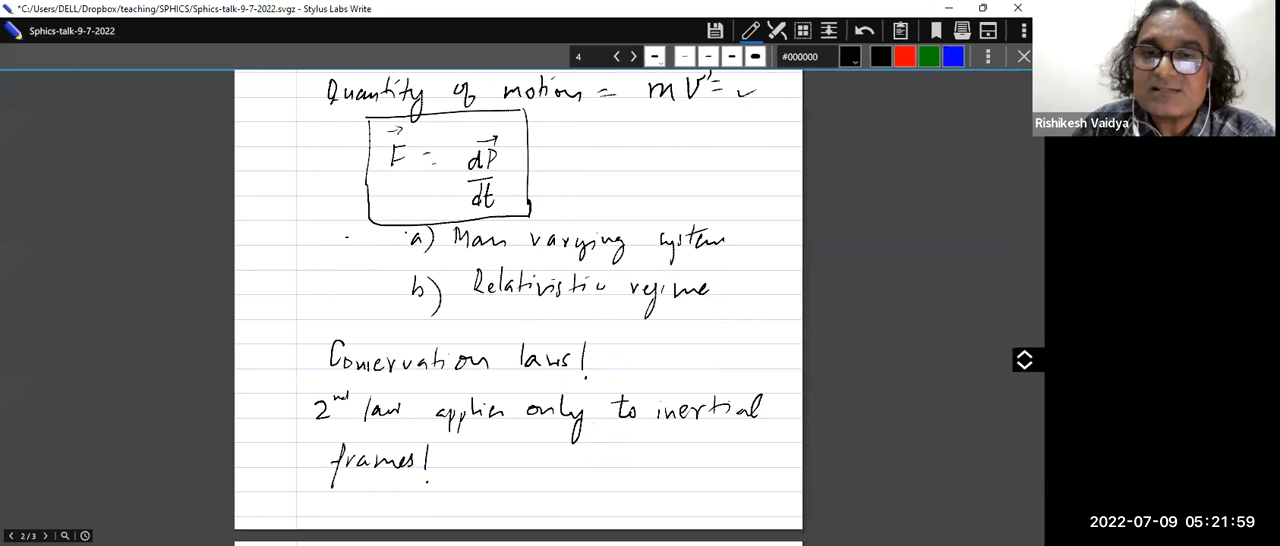 *C:/Users/DELL/Dropbox/teaching/SPHICS/Sphics-talk-9-7-2022.svgz - Stylus Labs Write
Sphics-talk-9-7-2022
4
#000000
Rishikesh Vaidya
Quantity of motion = m v =
F = dP/dt
a) Mass varying system
b) Relativistic regime
Conservation laws!
2nd law applies only to inertial
frames!
2/3
2022-07-09 05:21:59